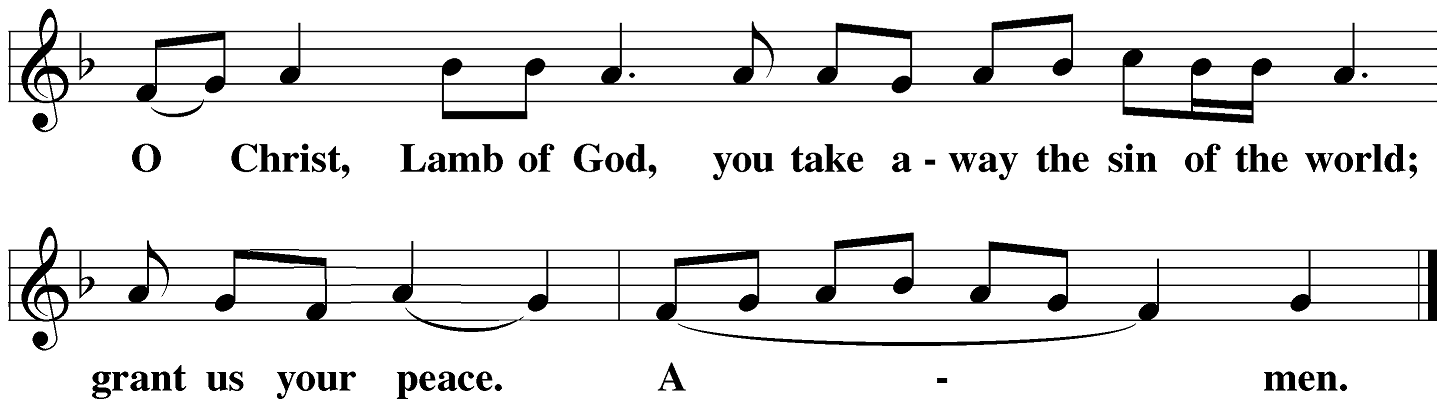 O Christ, Lamb of God, you take a - way the sin of the world;
grant us your peace. A - men.